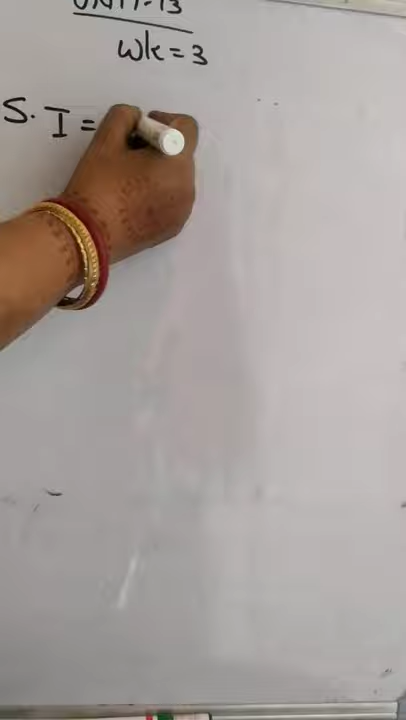 UNIT-13
Wk=3
S. I =